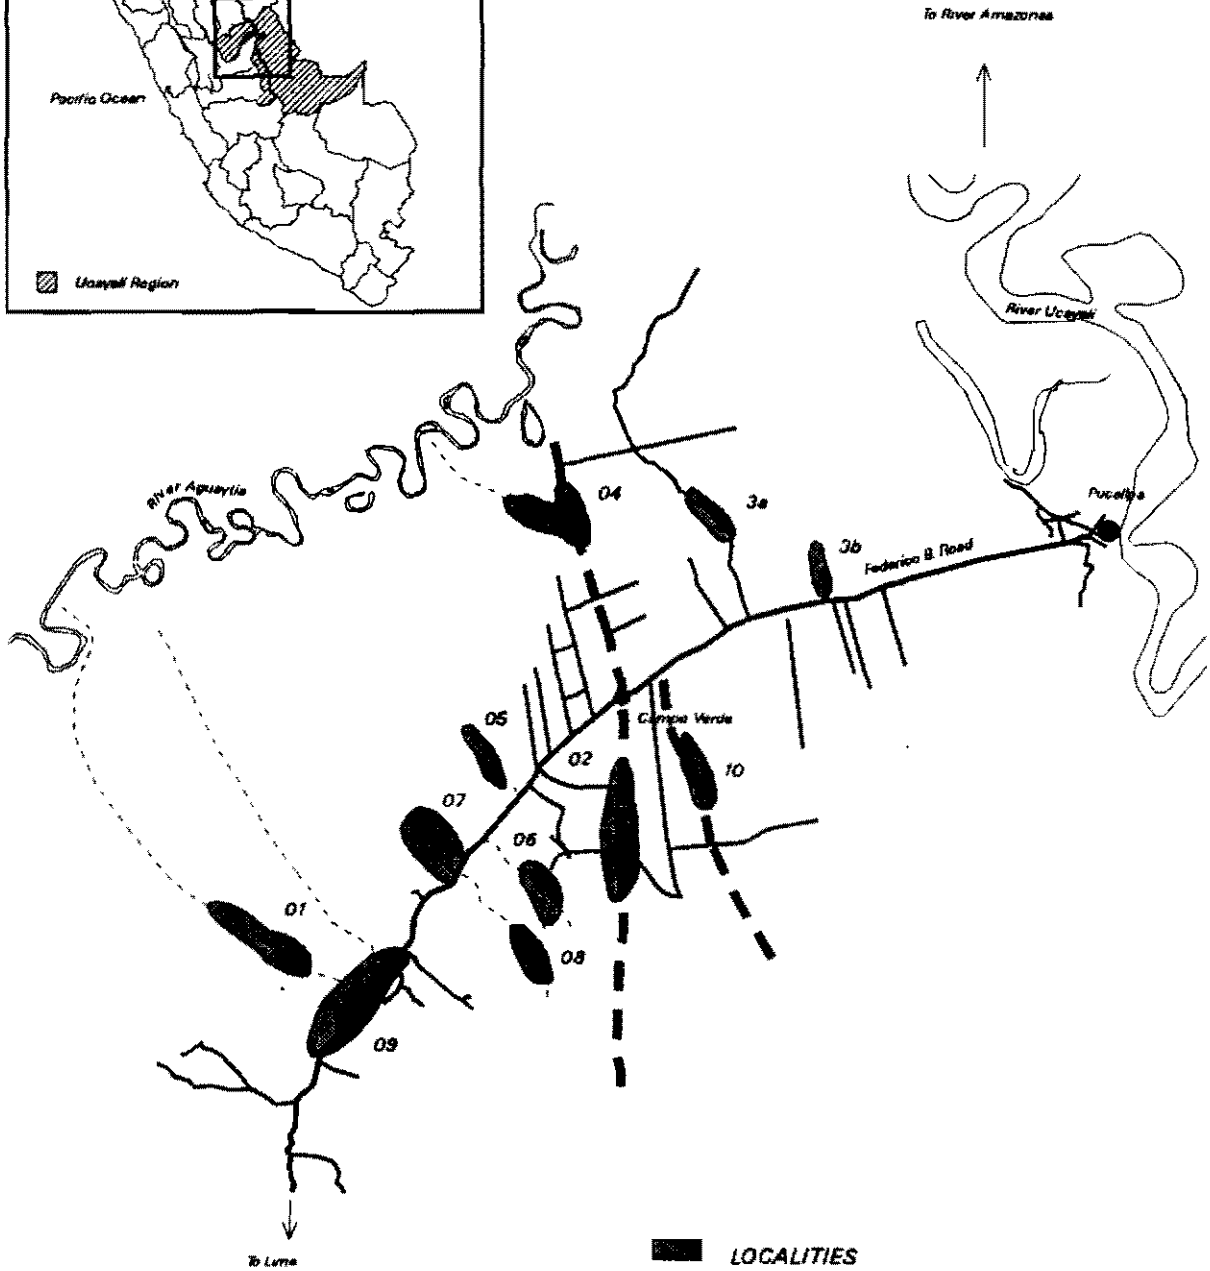 To River Amazones
Pacific Ocean
Ucayali Region
River Ucayali
River Aguaytia
Pucallpa
04
3a
3b
Federico B. Road
05
Campo Verde
02
10
07
06
01
08
09
To Lima
LOCALITIES